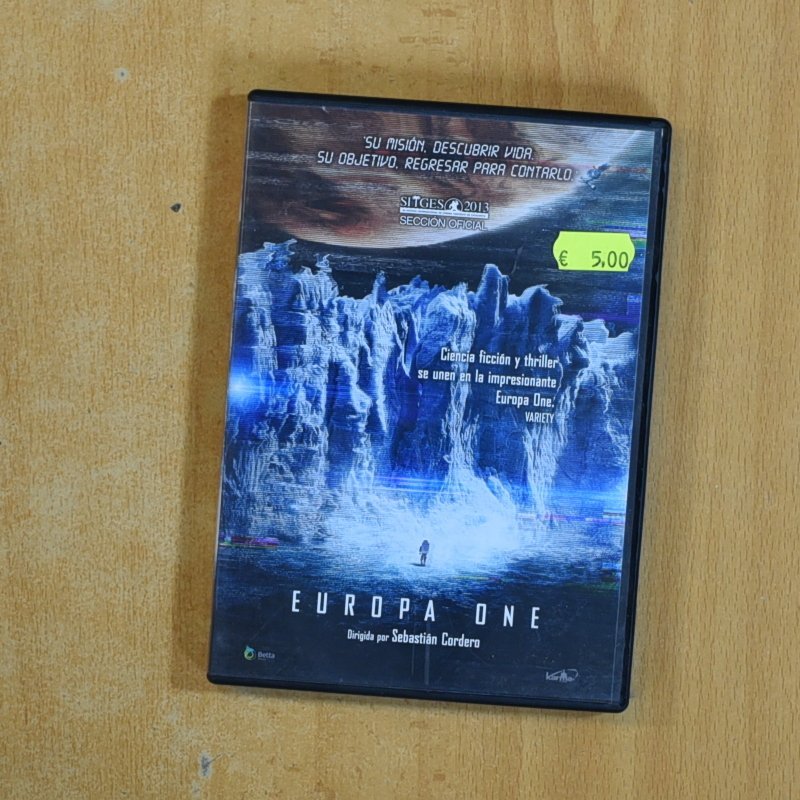 "SU MISIÓN, DESCUBRIR VIDA.
SU OBJETIVO, REGRESAR PARA CONTARLO."
SITGES 2013
SECCIÓN OFICIAL
€ 5,00
Ciencia ficción y thriller
se unen en la impresionante
Europa One.
VARIETY
EUROPA ONE
Dirigida por Sebastián Cordero
Betta
karma